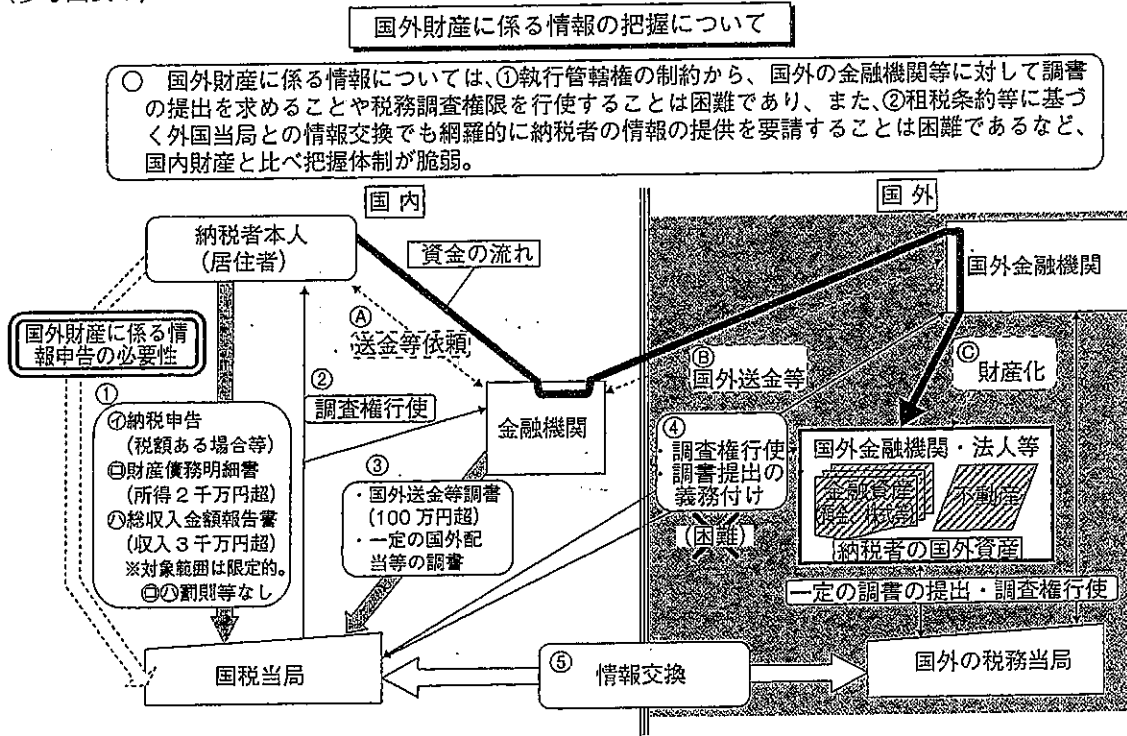 国外財産に係る情報の把握について
○ 国外財産に係る情報については、①執行管轄権の制約から、国外の金融機関等に対して調書
の提出を求めることや税務調査権限を行使することは困難であり、また、②租税条約等に基づ
く外国当局との情報交換でも網羅的に納税者の情報の提供を要請することは困難であるなど、
国内財産と比べ把握体制が脆弱。
国内
国外
納税者本人
(居住者)
資金の流れ
国外金融機関
国外財産に係る情
報申告の必要性
Ⓐ
送金等依頼
Ⓑ
国外送金等
Ⓒ
財産化
①
㋑納税申告
(税額ある場合等)
㋺財産債務明細書
(所得2千万円超)
㋩総収入金額報告書
(収入3千万円超)
※対象範囲は限定的。
㋺㋩罰則等なし
②
調査権行使
金融機関
③
・国外送金等調書
(100万円超)
・一定の国外配
当等の調書
④
・調査権行使
・調書提出の
義務付け
(困難)
国外金融機関・法人等
金融資産
(預金、株式等)
不動産
納税者の国外資産
一定の調書の提出・調査権行使
国税当局
⑤
情報交換
国外の税務当局